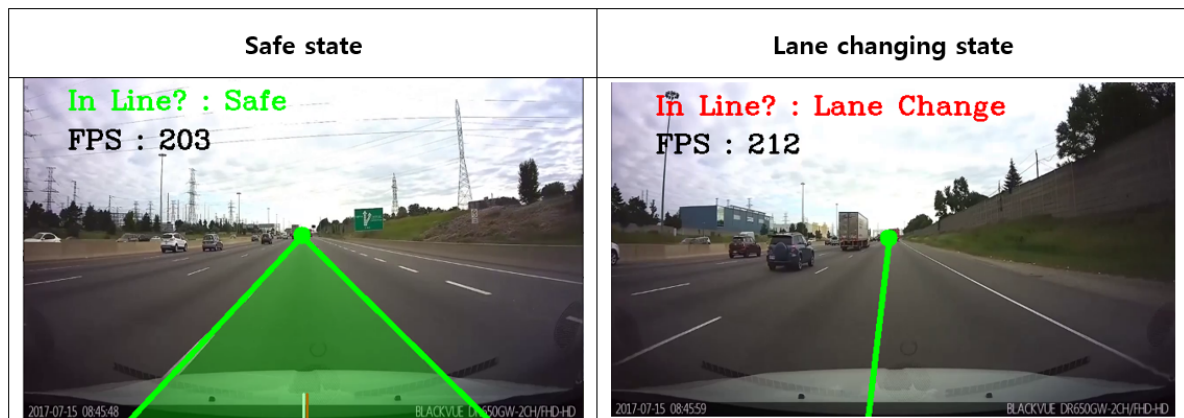 Safe state
Lane changing state
In Line? : Safe
FPS : 203
2017-07-15 08:45:48
BLACKVUE DR650GW-2CH/FHD-HD
In Line? : Lane Change
FPS : 212
2017-07-15 08:45:59
BLACKVUE DR650GW-2CH/FHD-HD